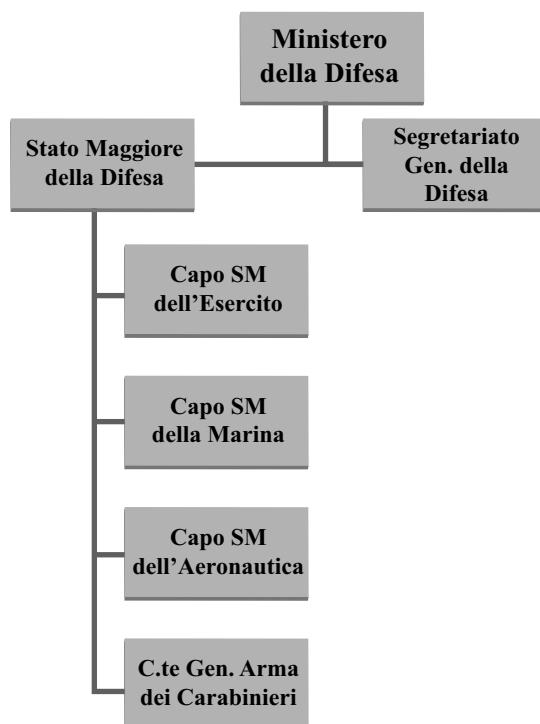 Ministero
della Difesa
Stato Maggiore
della Difesa
Segretariato
Gen. della
Difesa
Capo SM
dell’Esercito
Capo SM
della Marina
Capo SM
dell’Aeronautica
C.te Gen. Arma
dei Carabinieri